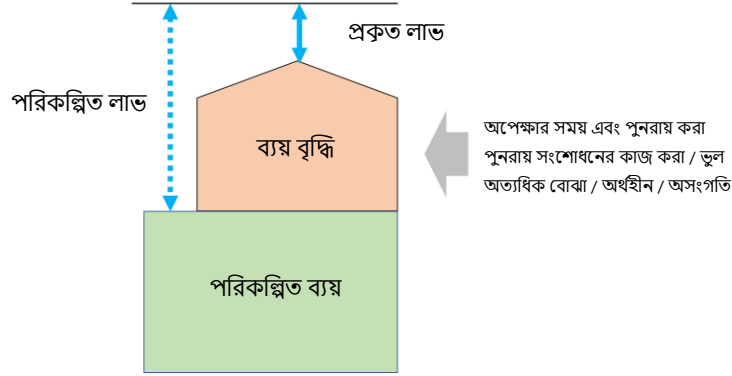 প্রকৃত লাভ
পরিকল্পিত লাভ
ব্যয় বৃদ্ধি
অপেক্ষার সময় এবং পুনরায় করা
পুনরায় সংশোধনের কাজ করা / ভুল
অত্যধিক বোঝা / অর্থহীন / অসংগতি
পরিকল্পিত ব্যয়